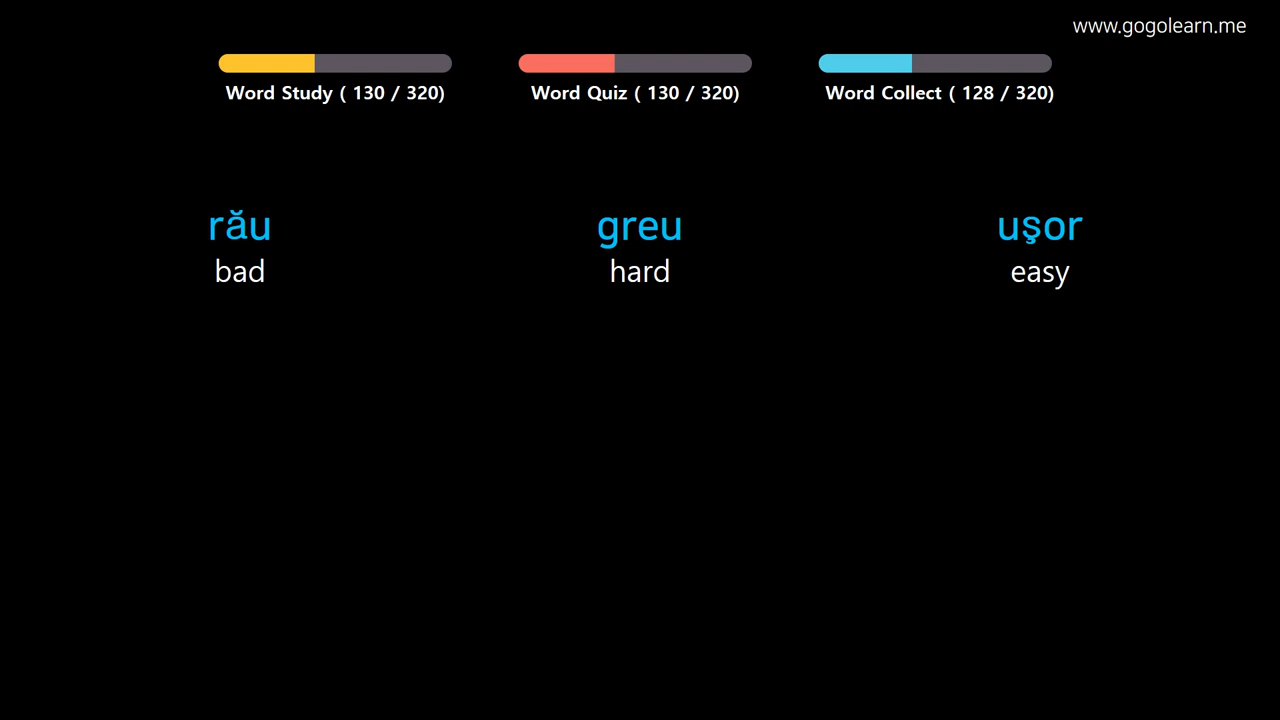 www.gogolearn.me
Word Study ( 130 / 320)
Word Quiz ( 130 / 320)
Word Collect ( 128 / 320)
rău
greu
uşor
bad
hard
easy